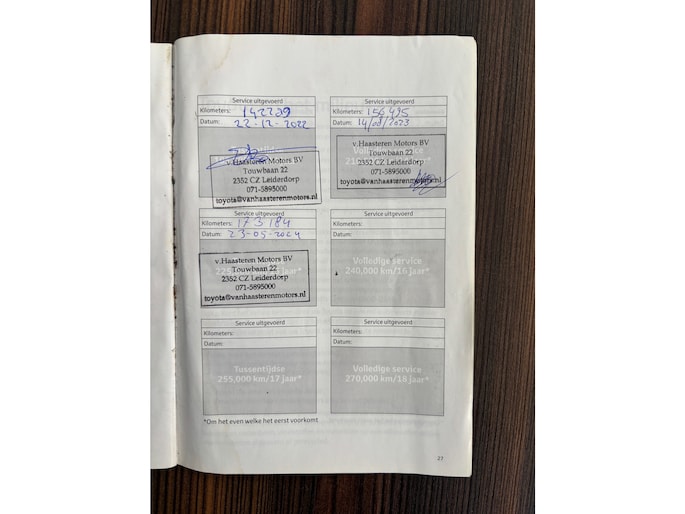 Service uitgevoerd
Kilometers: 142229
Datum: 22-12-2022
v.Haasteren Motors BV
Touwbaan 22
2352 CZ Leiderdorp
071-5895000
toyota@vanhaasterenmotors.nl
Service uitgevoerd
Kilometers: 156495
Datum: 14/08/2023
v.Haasteren Motors BV
Touwbaan 22
2352 CZ Leiderdorp
071-5895000
toyota@vanhaasterenmotors.nl
Service uitgevoerd
Kilometers: 173184
Datum: 23-05-2024
v.Haasteren Motors BV
Touwbaan 22
2352 CZ Leiderdorp
071-5895000
toyota@vanhaasterenmotors.nl
Service uitgevoerd
Kilometers:
Datum:
Volledige service
240,000 km/16 jaar*
Service uitgevoerd
Kilometers:
Datum:
Tussentijdse
255,000 km/17 jaar*
Service uitgevoerd
Kilometers:
Datum:
Volledige service
270,000 km/18 jaar*
*Om het even welke het eerst voorkomt